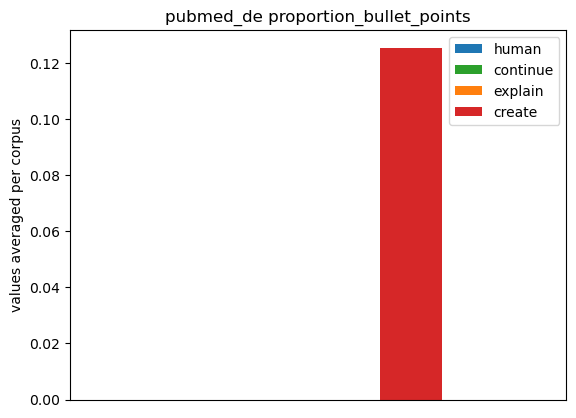 pubmed_de proportion_bullet_points
values averaged per corpus
0.12
0.10
0.08
0.06
0.04
0.02
0.00
human
continue
explain
create